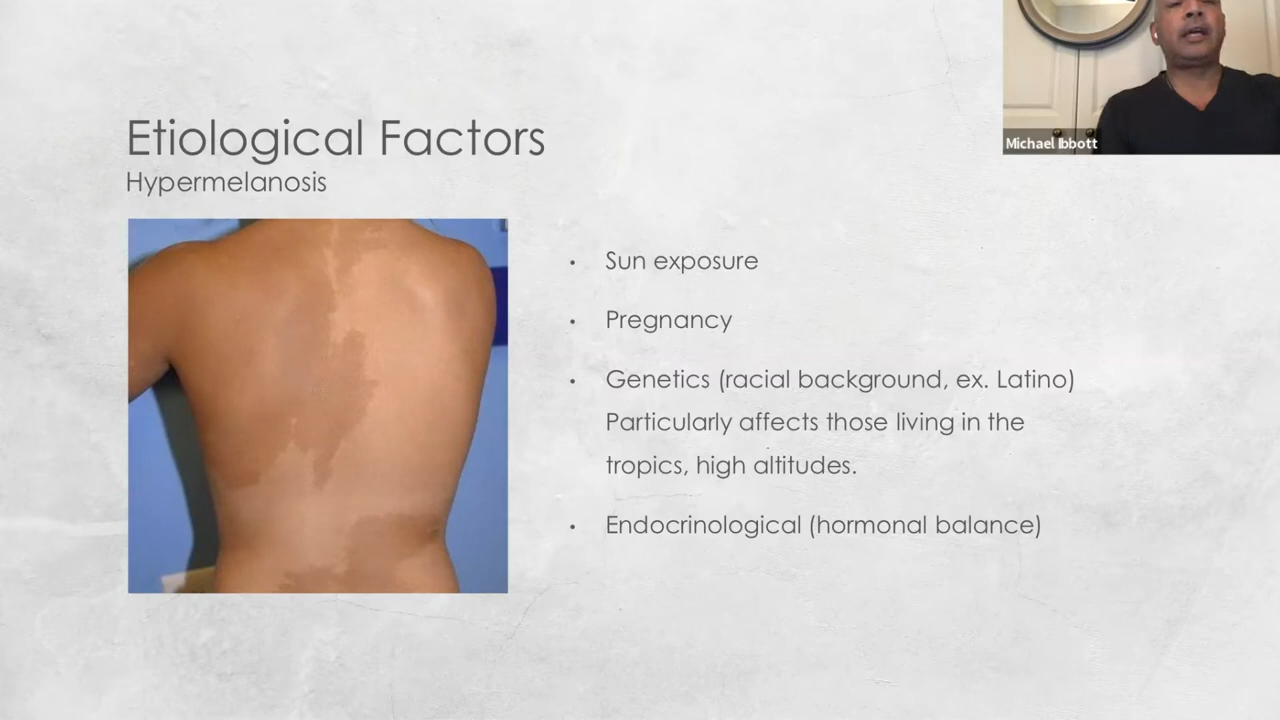 Etiological Factors
Hypermelanosis
Michael Ibbott
• Sun exposure
• Pregnancy
• Genetics (racial background, ex. Latino)
Particularly affects those living in the
tropics, high altitudes.
• Endocrinological (hormonal balance)